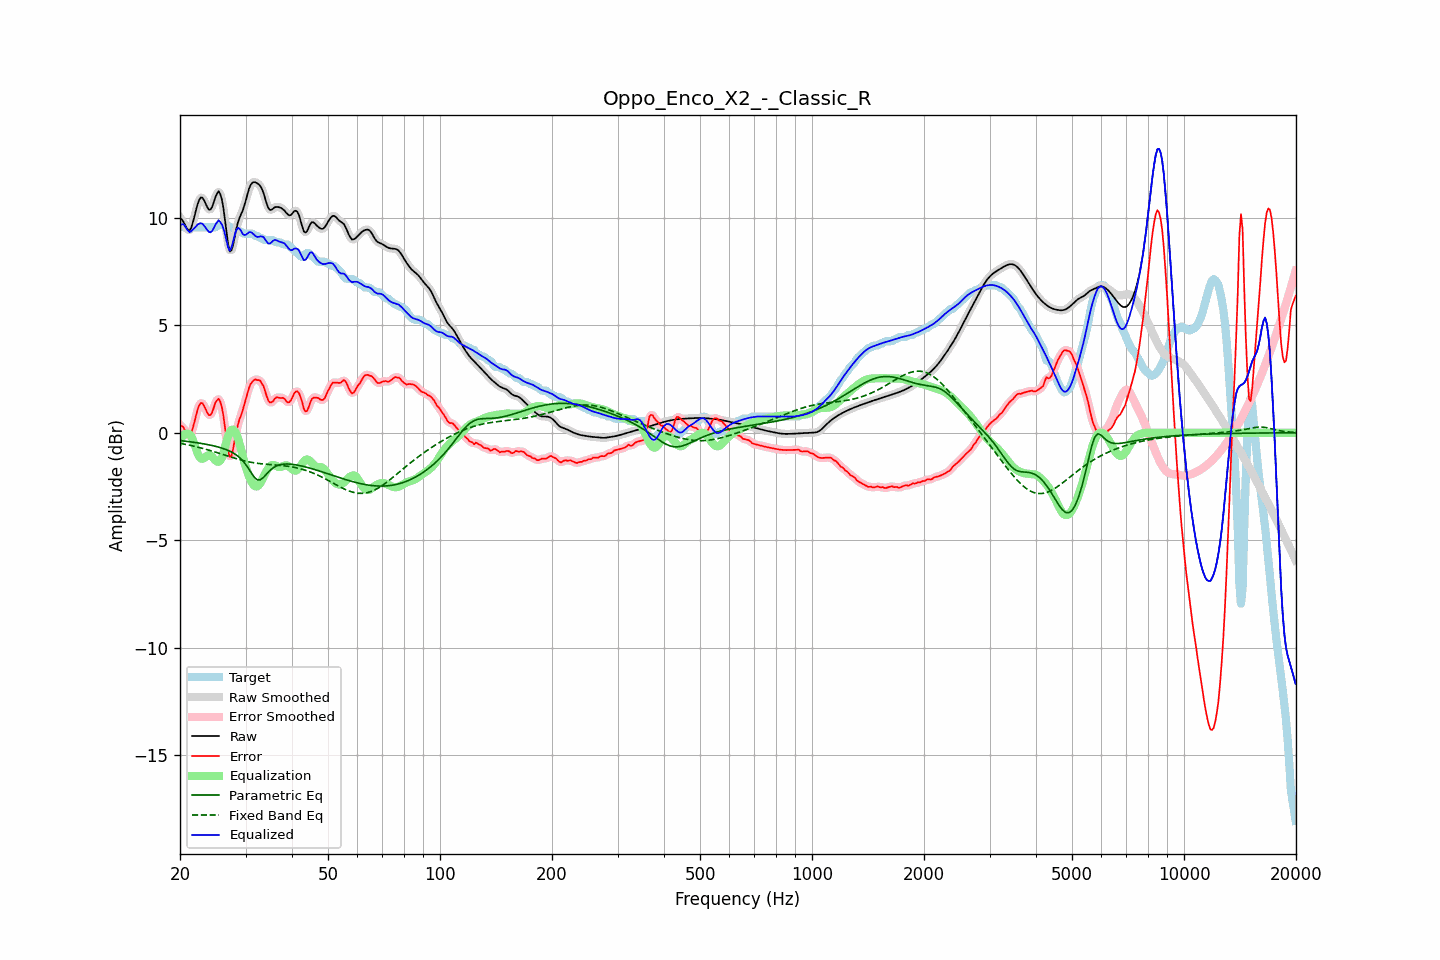 Oppo_Enco_X2_-_Classic_R
Amplitude (dBr)
10
5
0
−5
−10
−15
Target
Raw Smoothed
Error Smoothed
Raw
Error
Equalization
Parametric Eq
Fixed Band Eq
Equalized
20 50 100 200 500 1000 2000 5000 10000 20000
Frequency (Hz)